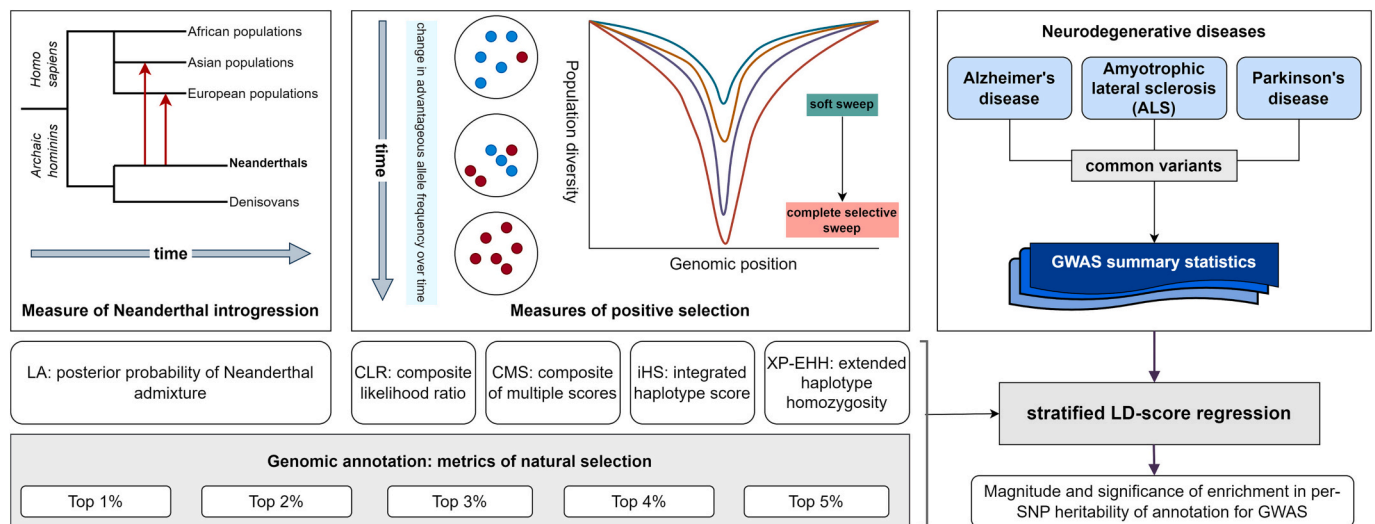 Homo
sapiens
Archaic
hominins
African populations
Asian populations
European populations
Neanderthals
Denisovans
time
Measure of Neanderthal introgression
time
change in advantageous allele frequency over time
Population diversity
soft sweep
complete selective
sweep
Genomic position
Measures of positive selection
Neurodegenerative diseases
Alzheimer's
disease
Amyotrophic
lateral sclerosis
(ALS)
Parkinson's
disease
common variants
GWAS summary statistics
LA: posterior probability of Neanderthal
admixture
CLR: composite
likelihood ratio
CMS: composite
of multiple scores
iHS: integrated
haplotype score
XP-EHH: extended
haplotype
homozygosity
stratified LD-score regression
Genomic annotation: metrics of natural selection
Top 1%
Top 2%
Top 3%
Top 4%
Top 5%
Magnitude and significance of enrichment in per-
SNP heritability of annotation for GWAS